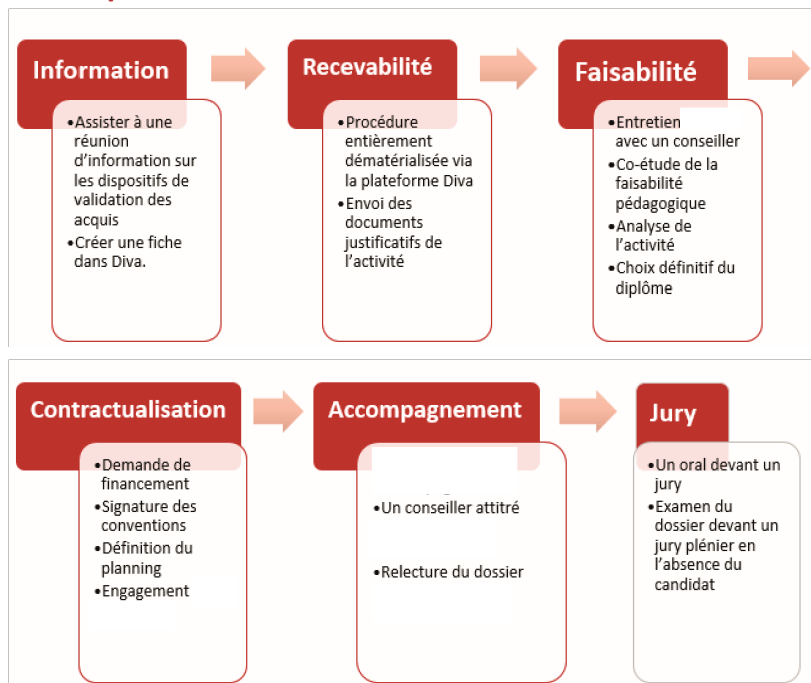 Information
Recevabilité
Faisabilité
•Assister à une
réunion
d'information sur
les dispositifs de
validation des
acquis
•Créer une fiche
dans Diva.
•Procédure
entièrement
dématérialisée via
la plateforme Diva
•Envoi des
documents
justificatifs de
l'activité
•Entretien
avec un conseiller
•Co-étude de la
faisabilité
pédagogique
•Analyse de
l'activité
•Choix définitif du
diplôme
Contractualisation
Accompagnement
Jury
•Demande de
financement
•Signature des
conventions
•Définition du
planning
•Engagement
•Un conseiller attitré
•Relecture du dossier
•Un oral devant un
jury
•Examen du
dossier devant un
jury plénier en
l'absence du
candidat